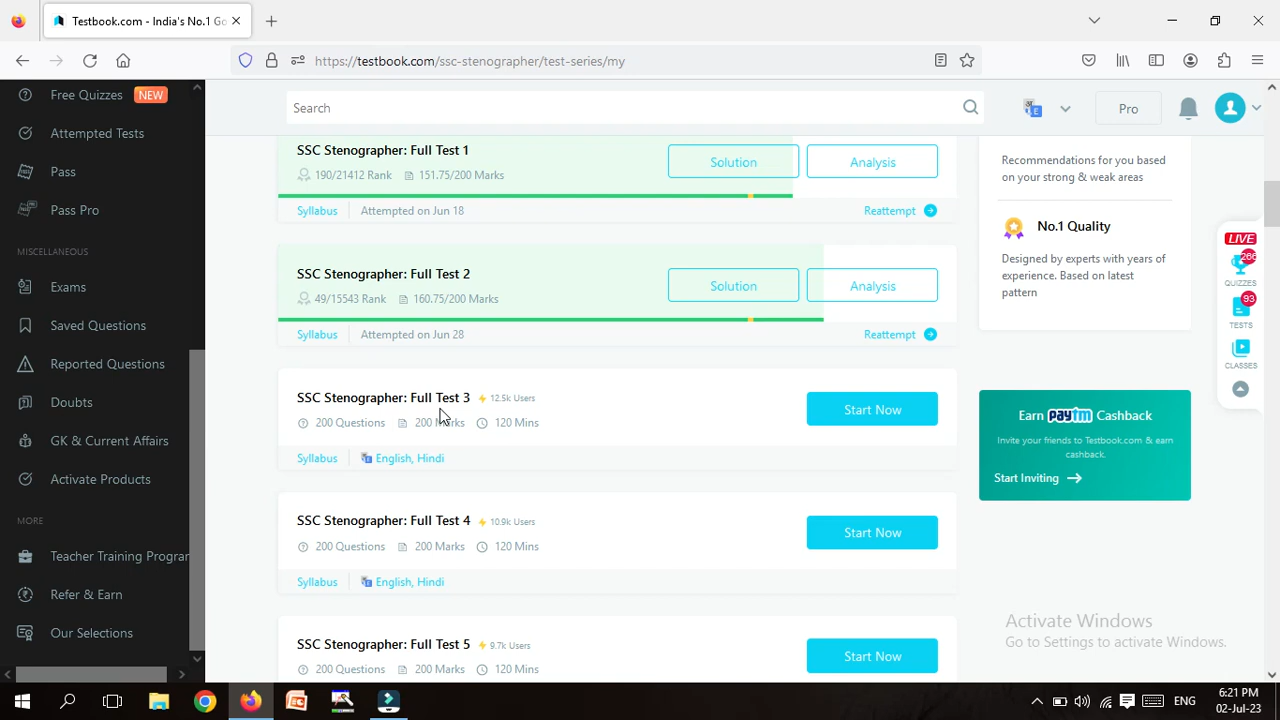 Testbook.com - India's No.1 Go
https://testbook.com/ssc-stenographer/test-series/my
Free Quizzes NEW
Attempted Tests
Pass
Pass Pro
MISCELLANEOUS
Exams
Saved Questions
Reported Questions
Doubts
GK & Current Affairs
Activate Products
MORE
Teacher Training Progran
Refer & Earn
Our Selections
Search
Pro
SSC Stenographer: Full Test 1
190/21412 Rank 151.75/200 Marks
Solution Analysis
Syllabus Attempted on Jun 18 Reattempt
SSC Stenographer: Full Test 2
49/15543 Rank 160.75/200 Marks
Solution Analysis
Syllabus Attempted on Jun 28 Reattempt
SSC Stenographer: Full Test 3 12.5k Users
200 Questions 200 Marks 120 Mins
Start Now
Syllabus English, Hindi
SSC Stenographer: Full Test 4 10.9k Users
200 Questions 200 Marks 120 Mins
Start Now
Syllabus English, Hindi
SSC Stenographer: Full Test 5 9.7k Users
200 Questions 200 Marks 120 Mins
Start Now
Recommendations for you based
on your strong & weak areas
No.1 Quality
Designed by experts with years of
experience. Based on latest
pattern
Earn paytm Cashback
Invite your friends to Testbook.com & earn
cashback.
Start Inviting
LIVE
266
QUIZZES
93
TESTS
CLASSES
Activate Windows
Go to Settings to activate Windows.
ENG
6:21 PM
02-Jul-23